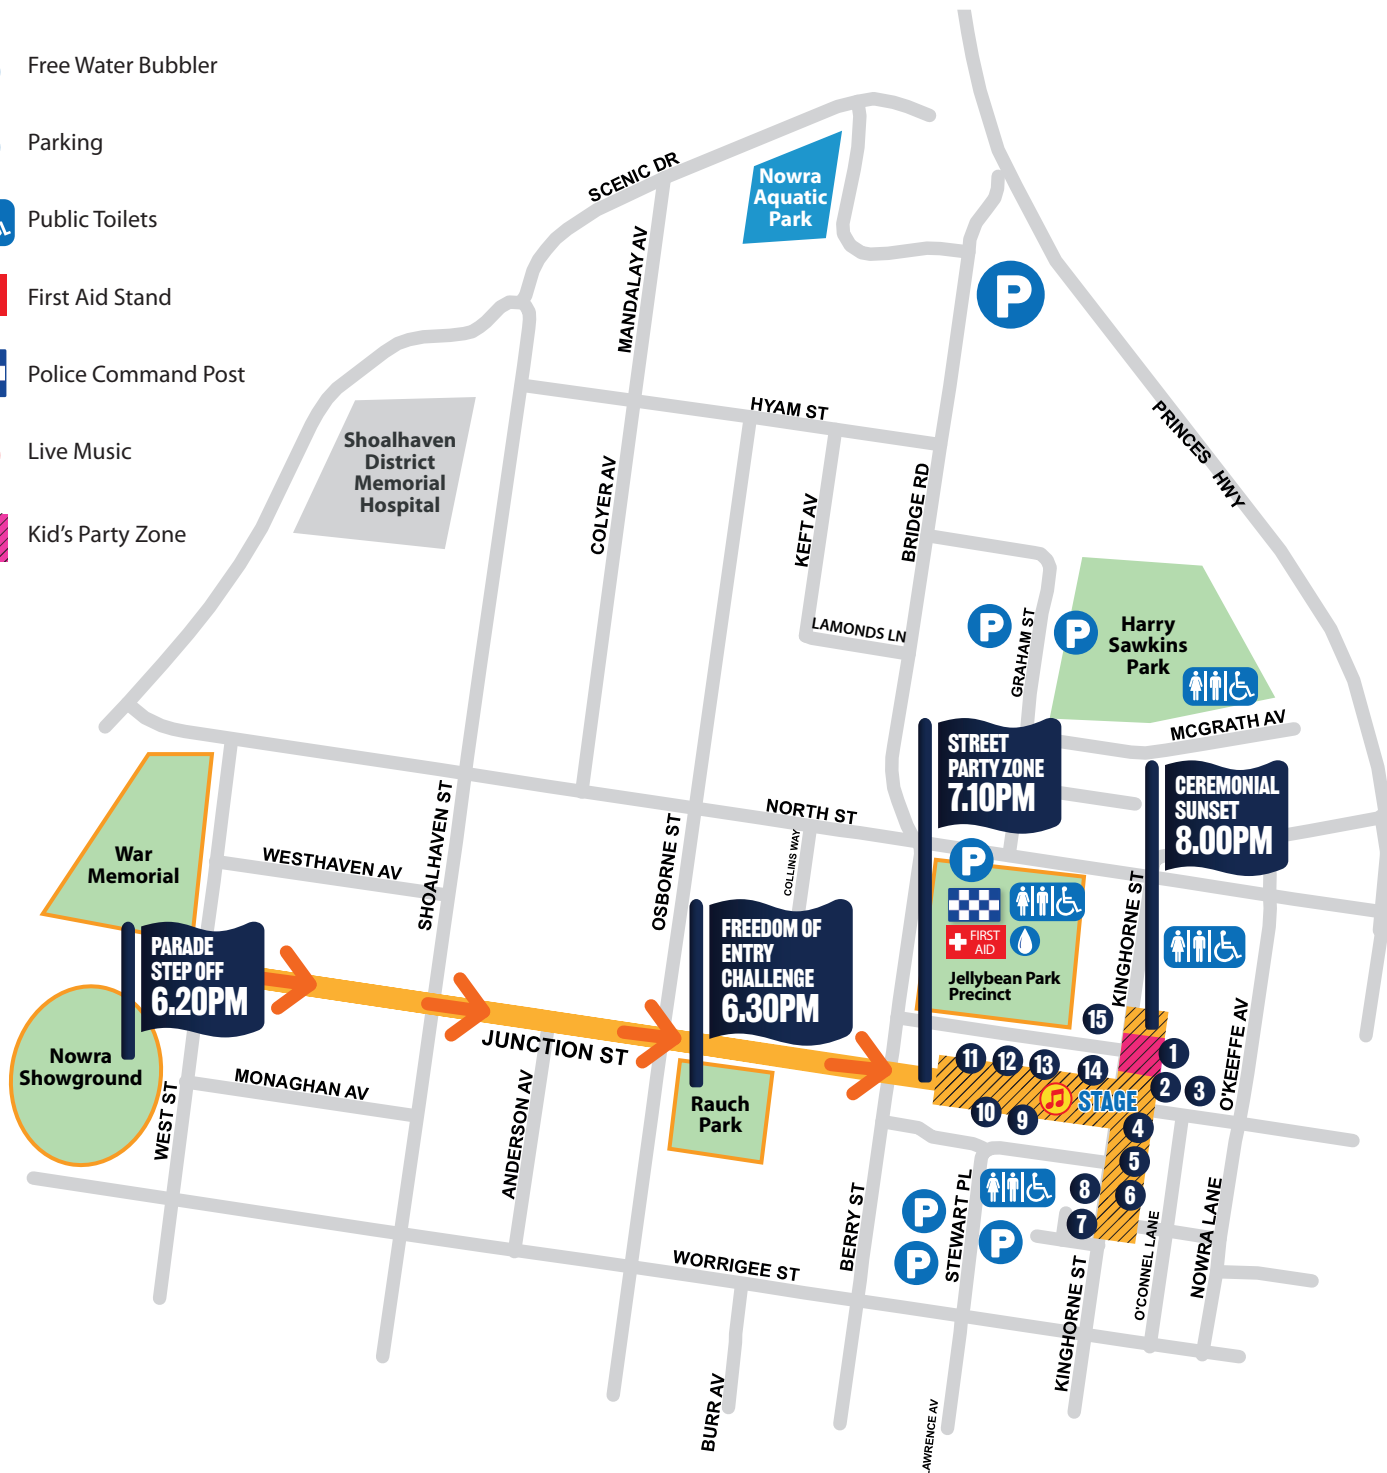 Free Water Bubbler
Parking
Public Toilets
First Aid Stand
Police Command Post
Live Music
Kid's Party Zone
SCENIC DR
Nowra
Aquatic
Park
MANDALAY AV
P
HYAM ST
PRINCES HWY
Shoalhaven
District
Memorial
Hospital
COLYER AV
KEFT AV
BRIDGE RD
LAMONDS LN
P
GRAHAM ST
P
Harry
Sawkins
Park
MCGRATH AV
STREET
PARTY ZONE
7.10PM
CEREMONIAL
SUNSET
8.00PM
NORTH ST
War
Memorial
WESTHAVEN AV
SHOALHAVEN ST
OSBORNE ST
COLLINS WAY
P
KINGHORNE ST
FIRST
AID
Jellybean Park
Precinct
PARADE
STEP OFF
6.20PM
FREEDOM OF
ENTRY
CHALLENGE
6.30PM
O'KEEFFE AV
Nowra
Showground
JUNCTION ST
MONAGHAN AV
WEST ST
ANDERSON AV
Rauch
Park
15
11
12
13
14
1
2
3
STAGE
10
9
4
5
6
8
7
BERRY ST
P
P
STEWART PL
P
WORRIGEE ST
KINGHORNE ST
O'CONNEL LANE
NOWRA LANE
BURR AV
AWRENCE AV